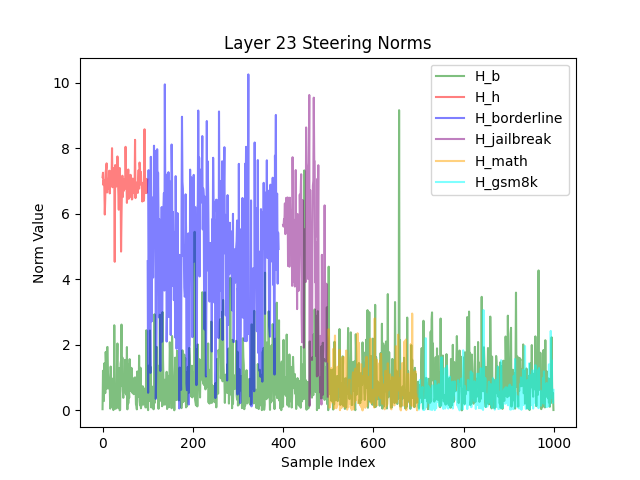 Layer 23 Steering Norms
H_b
H_h
H_borderline
H_jailbreak
H_math
H_gsm8k
Norm Value
10
8
6
4
2
0
0 200 400 600 800 1000
Sample Index